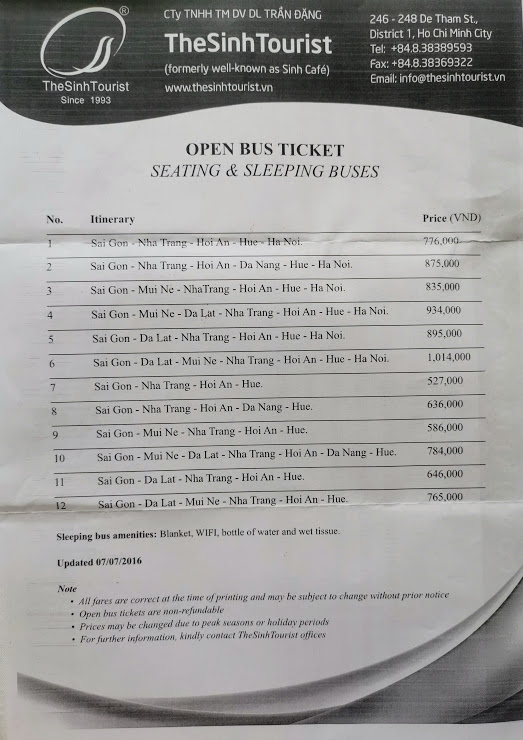 ®
TheSinhTourist
Since 1993
CTy TNHH TM DV DL TRẦN ĐẶNG
TheSinhTourist
(formerly well-known as Sinh Café)
www.thesinhtourist.vn
246 - 248 De Tham St.,
District 1, Ho Chi Minh City
Tel: +84.8.38389593
Fax: +84.8.38369322
Email: info@thesinhtourist.vn
OPEN BUS TICKET
SEATING & SLEEPING BUSES
No. Itinerary Price (VND)
1 Sai Gon - Nha Trang - Hoi An - Hue - Ha Noi. 776,000
2 Sai Gon - Nha Trang - Hoi An - Da Nang - Hue - Ha Noi. 875,000
3 Sai Gon - Mui Ne - NhaTrang - Hoi An - Hue - Ha Noi. 835,000
4 Sai Gon - Mui Ne - Da Lat - Nha Trang - Hoi An - Hue - Ha Noi. 934,000
5 Sai Gon - Da Lat - Nha Trang - Hoi An - Hue - Ha Noi. 895,000
6 Sai Gon - Da Lat - Mui Ne - Nha Trang - Hoi An - Hue - Ha Noi. 1,014,000
7 Sai Gon - Nha Trang - Hoi An - Hue. 527,000
8 Sai Gon - Nha Trang - Hoi An - Da Nang - Hue. 636,000
9 Sai Gon - Mui Ne - Nha Trang - Hoi An - Hue. 586,000
10 Sai Gon - Mui Ne - Da Lat - Nha Trang - Hoi An - Da Nang - Hue. 784,000
11 Sai Gon - Da Lat - Nha Trang - Hoi An - Hue. 646,000
12 Sai Gon - Da Lat - Mui Ne - Nha Trang - Hoi An - Hue. 765,000
Sleeping bus amenities: Blanket, WIFI, bottle of water and wet tissue.
Updated 07/07/2016
Note
• All fares are correct at the time of printing and may be subject to change without prior notice
• Open bus tickets are non-refundable
• Prices may be changed due to peak seasons or holiday periods
• For further information, kindly contact TheSinhTourist offices